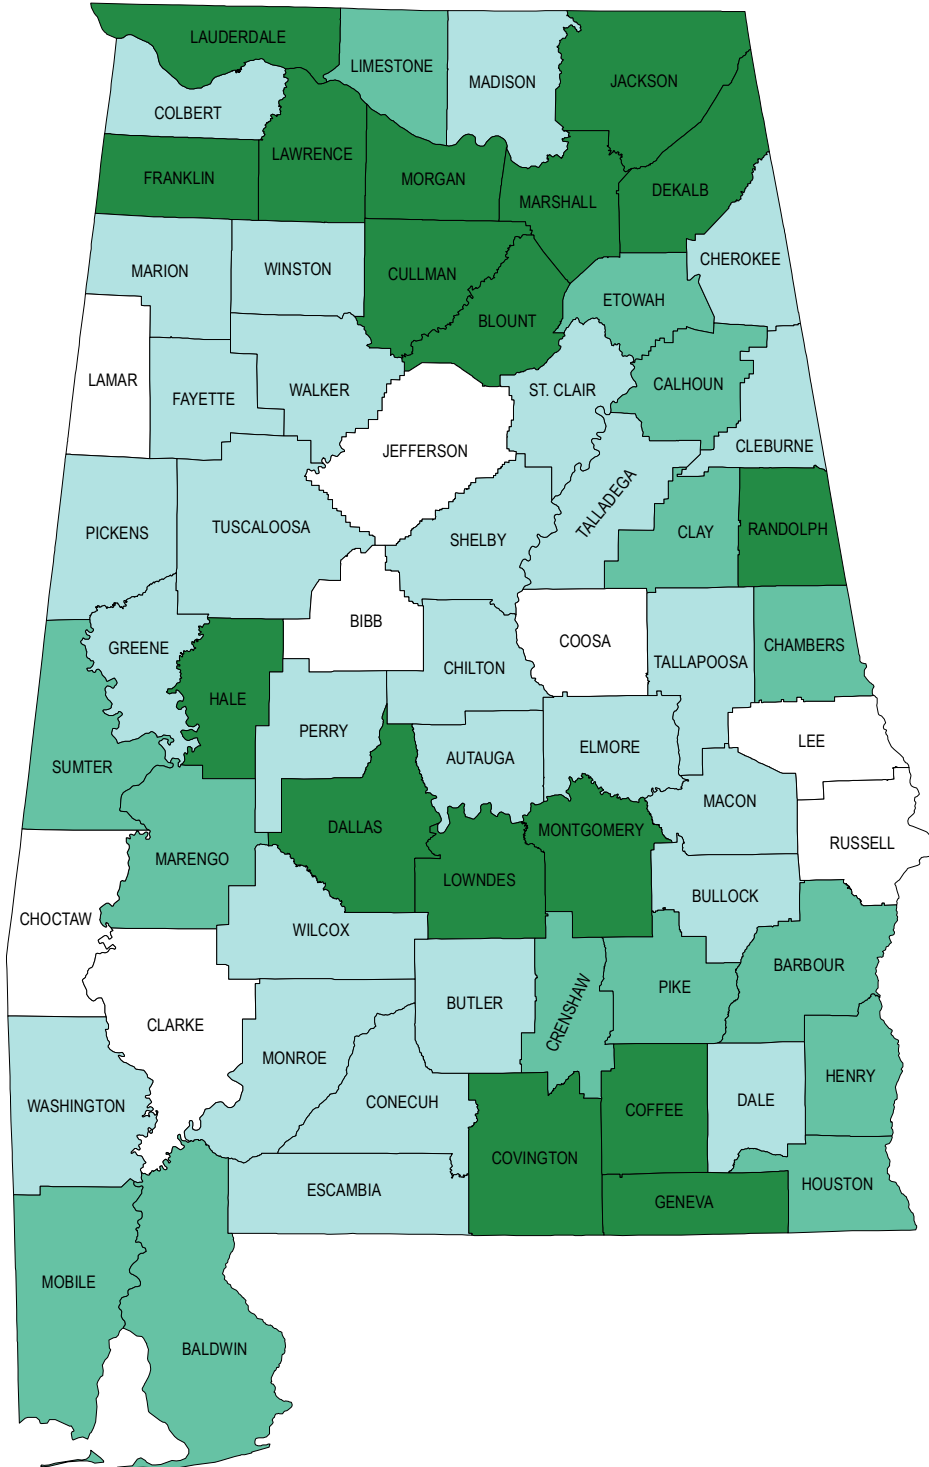 LAUDERDALE
LIMESTONE
MADISON
JACKSON
COLBERT
LAWRENCE
FRANKLIN
MORGAN
MARSHALL
DEKALB
CHEROKEE
MARION
WINSTON
CULLMAN
ETOWAH
BLOUNT
LAMAR
FAYETTE
WALKER
ST. CLAIR
CALHOUN
JEFFERSON
CLEBURNE
PICKENS
TUSCALOOSA
SHELBY
TALLADEGA
CLAY
RANDOLPH
BIBB
GREENE
COOSA
CHAMBERS
HALE
CHILTON
TALLAPOOSA
PERRY
LEE
SUMTER
AUTAUGA
ELMORE
MACON
DALLAS
MONTGOMERY
RUSSELL
MARENGO
LOWNDES
BULLOCK
CHOCTAW
WILCOX
BARBOUR
BUTLER
CRENSHAW
PIKE
CLARKE
MONROE
HENRY
WASHINGTON
CONECUH
COFFEE
DALE
COVINGTON
ESCAMBIA
GENEVA
HOUSTON
MOBILE
BALDWIN